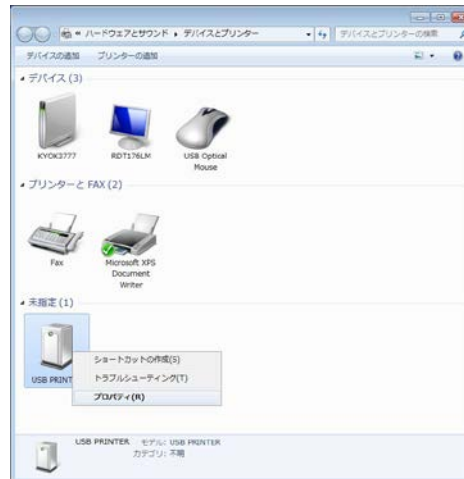 ハードウェアとサウンド ▸ デバイスとプリンター
デバイスとプリンターの検索
デバイスの追加 プリンターの追加
デバイス (3)
KYOK3777 RDT176LM USB Optical
Mouse
プリンターと FAX (2)
Fax Microsoft XPS
Document
Writer
未指定 (1)
USB PRINT
ショートカットの作成(S)
トラブルシューティング(T)
プロパティ(R)
USB PRINTER モデル: USB PRINTER
カテゴリ: 不明